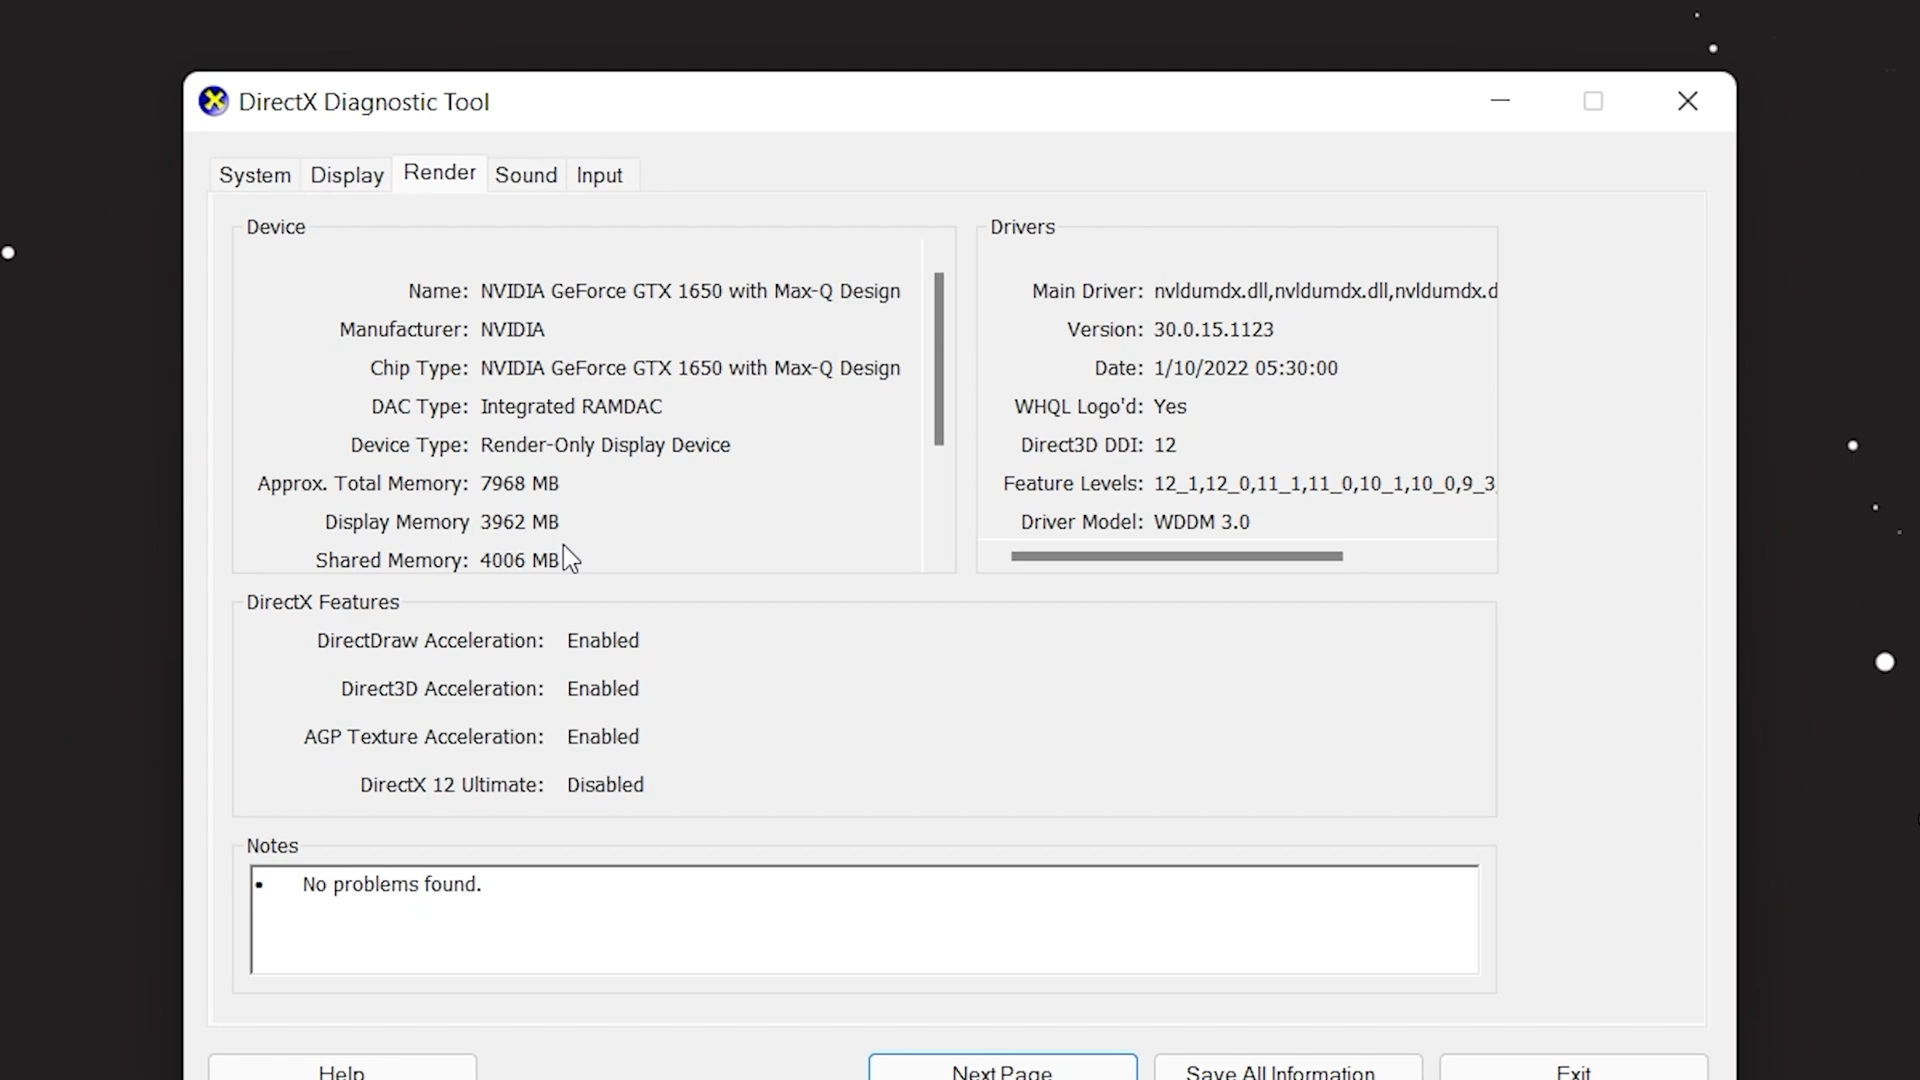 DirectX Diagnostic Tool
System Display Render Sound Input
Device
Name: NVIDIA GeForce GTX 1650 with Max-Q Design
Manufacturer: NVIDIA
Chip Type: NVIDIA GeForce GTX 1650 with Max-Q Design
DAC Type: Integrated RAMDAC
Device Type: Render-Only Display Device
Approx. Total Memory: 7968 MB
Display Memory 3962 MB
Shared Memory: 4006 MB
Drivers
Main Driver: nvldumdx.dll,nvldumdx.dll,nvldumdx.d
Version: 30.0.15.1123
Date: 1/10/2022 05:30:00
WHQL Logo'd: Yes
Direct3D DDI: 12
Feature Levels: 12_1,12_0,11_1,11_0,10_1,10_0,9_3,
Driver Model: WDDM 3.0
DirectX Features
DirectDraw Acceleration: Enabled
Direct3D Acceleration: Enabled
AGP Texture Acceleration: Enabled
DirectX 12 Ultimate: Disabled
Notes
• No problems found.
Help Next Page Save All Information Exit